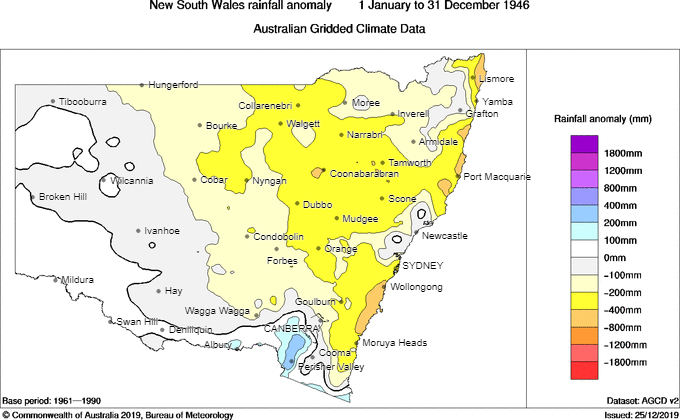 New South Wales rainfall anomaly 1 January to 31 December 1946
Australian Gridded Climate Data
Hungerford
Lismore
Tibooburra
Collarenebri
Moree
Yamba
Inverell
Grafton
Bourke
Walgett
Narrabri
Armidale
Tamworth
Wilcannia
Cobar
Nyngan
Coonabarabran
Port Macquarie
Broken Hill
Dubbo
Scone
Mudgee
Ivanhoe
Condobolin
Newcastle
Orange
Forbes
SYDNEY
Mildura
Hay
Wollongong
Goulburn
Wagga Wagga
Swan Hill
Deniliquin
CANBERRA
Albury
Moruya Heads
Cooma
Perisher Valley
Rainfall anomaly (mm)
1800mm
1200mm
800mm
400mm
200mm
100mm
0mm
−100mm
−200mm
−400mm
−800mm
−1200mm
−1800mm
Base period: 1961—1990
Dataset: AGCD v2
© Commonwealth of Australia 2019, Bureau of Meteorology
Issued: 25/12/2019